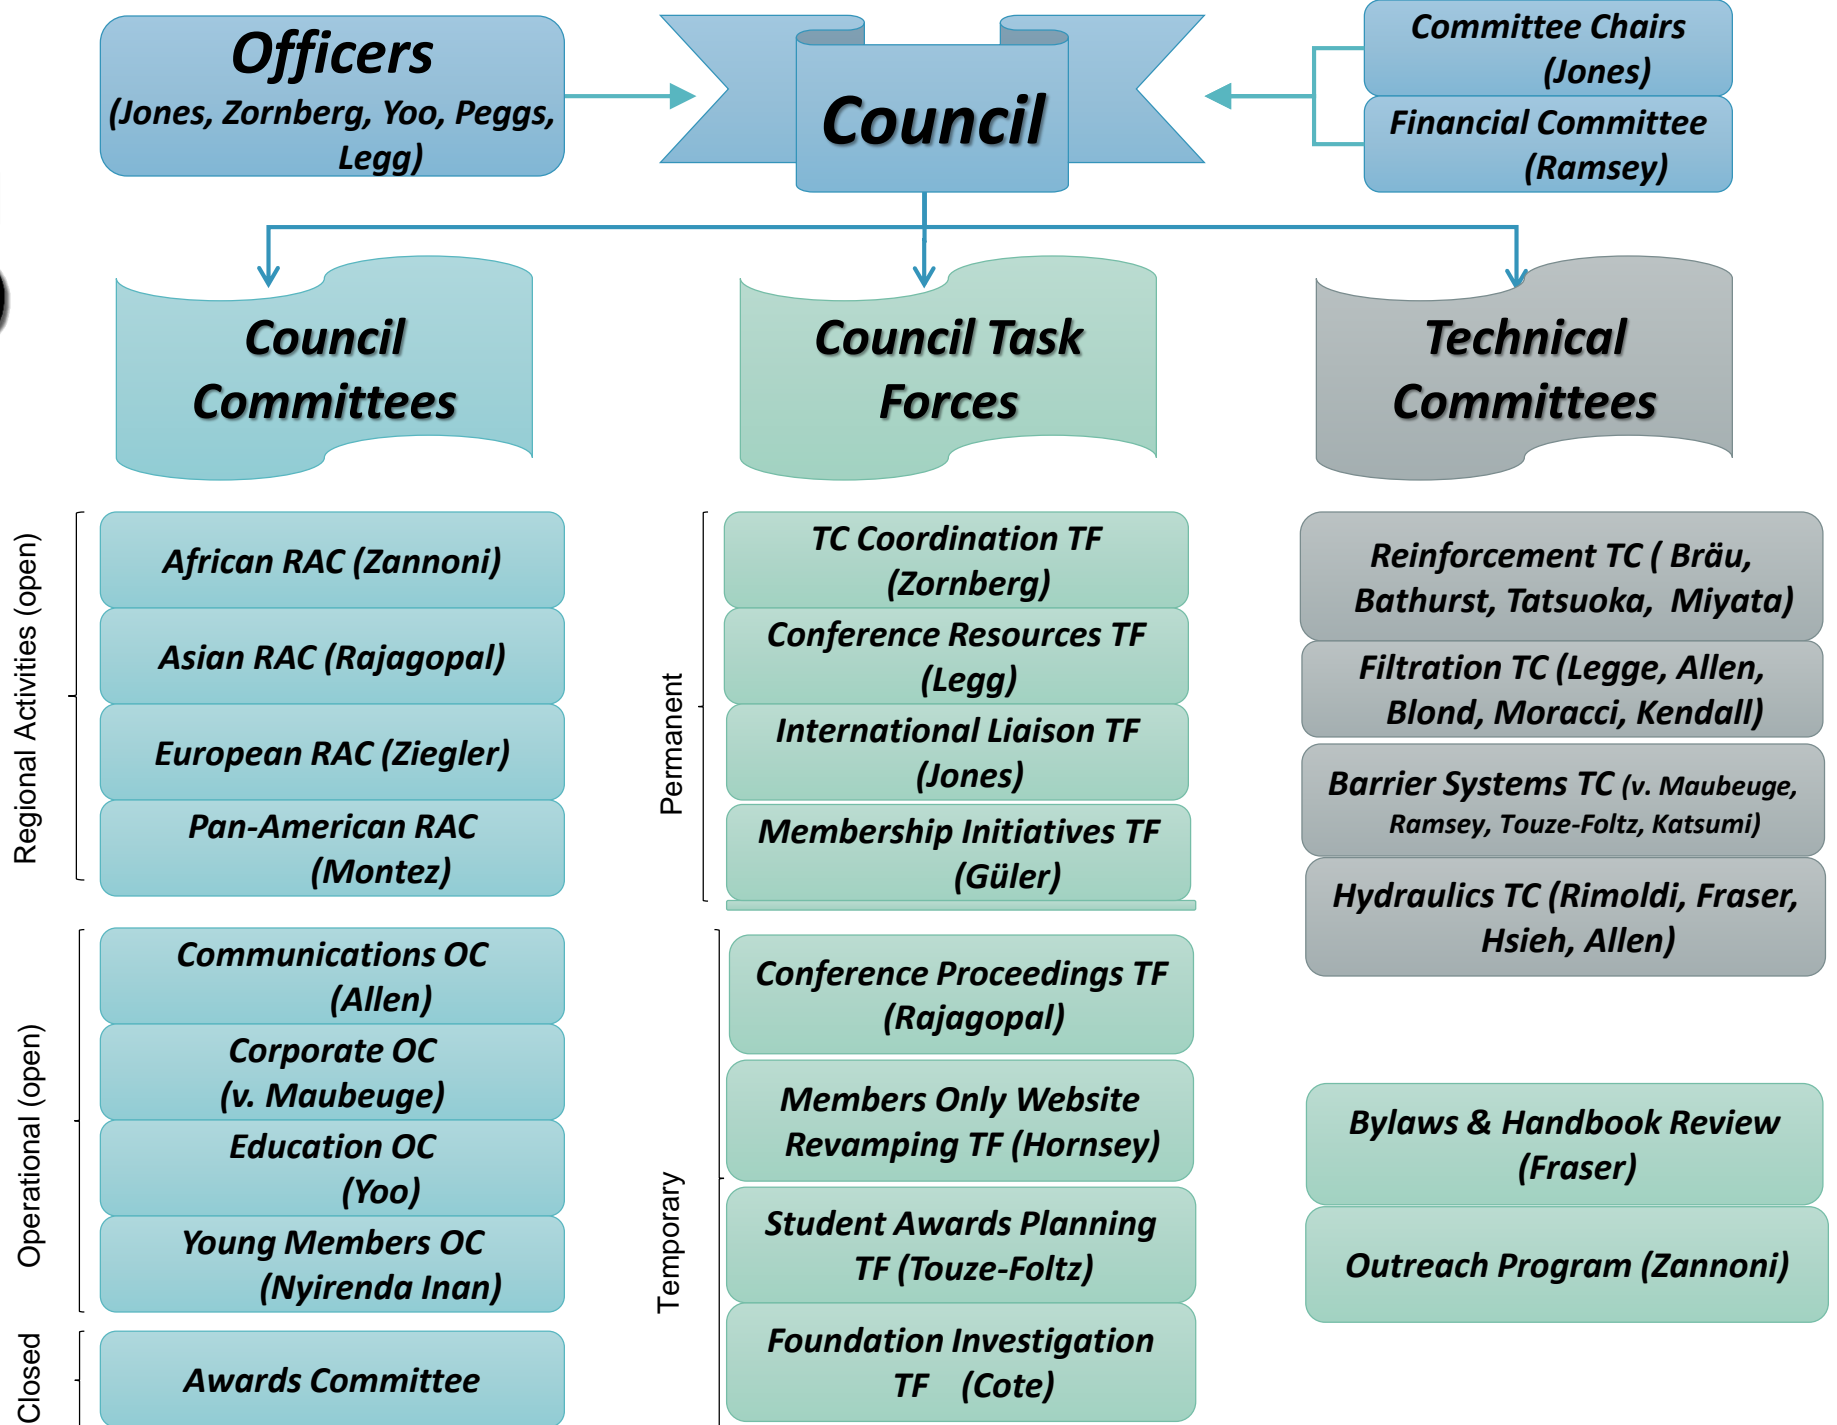 Officers
(Jones, Zornberg, Yoo, Peggs,
Legg)
Council
Committee Chairs
(Jones)
Financial Committee
(Ramsey)
Council
Committees
Council Task
Forces
Technical
Committees
Regional Activities (open)
African RAC (Zannoni)
Asian RAC (Rajagopal)
European RAC (Ziegler)
Pan-American RAC
(Montez)
Operational (open)
Communications OC
(Allen)
Corporate OC
(v. Maubeuge)
Education OC
(Yoo)
Young Members OC
(Nyirenda Inan)
Closed
Awards Committee
Permanent
TC Coordination TF
(Zornberg)
Conference Resources TF
(Legg)
International Liaison TF
(Jones)
Membership Initiatives TF
(Güler)
Temporary
Conference Proceedings TF
(Rajagopal)
Members Only Website
Revamping TF (Hornsey)
Student Awards Planning
TF (Touze-Foltz)
Foundation Investigation
TF (Cote)
Reinforcement TC ( Bräu,
Bathurst, Tatsuoka, Miyata)
Filtration TC (Legge, Allen,
Blond, Moracci, Kendall)
Barrier Systems TC (v. Maubeuge,
Ramsey, Touze-Foltz, Katsumi)
Hydraulics TC (Rimoldi, Fraser,
Hsieh, Allen)
Bylaws & Handbook Review
(Fraser)
Outreach Program (Zannoni)